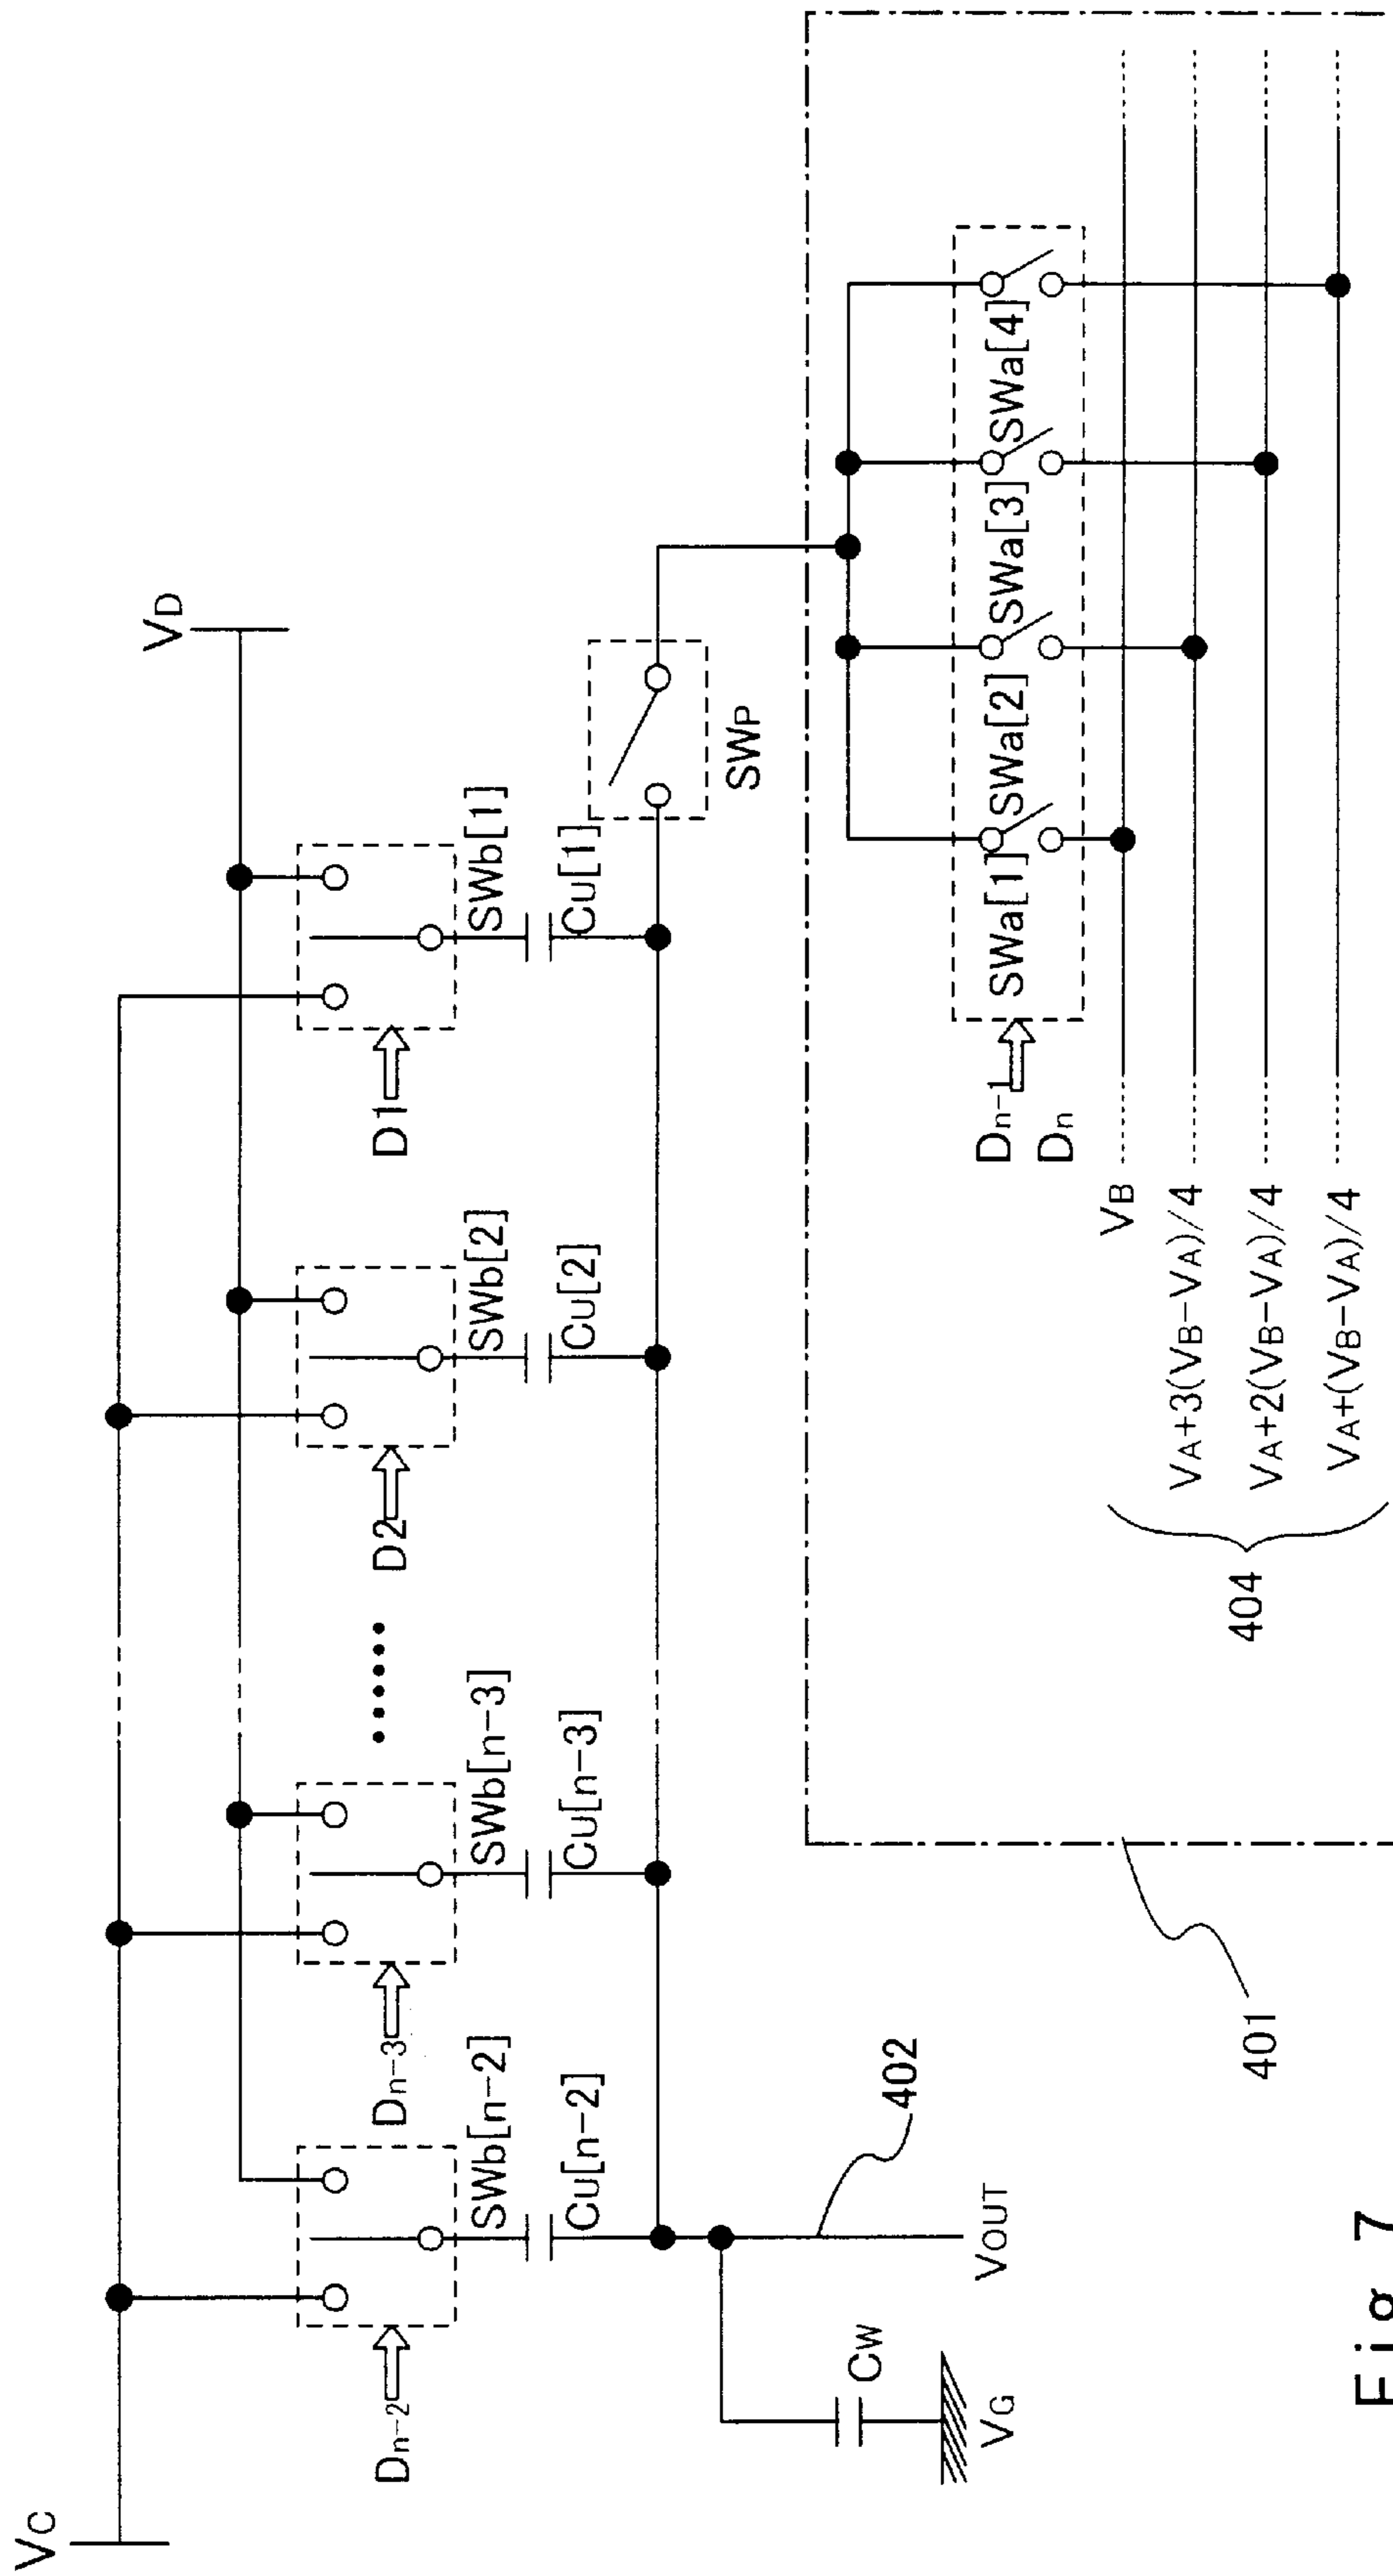 VC
VD
Dn-2
Dn-3
D2
D1
SWb[n-2]
SWb[n-3]
SWb[2]
SWb[1]
CU[n-2]
CU[n-3]
CU[2]
CU[1]
SWP
CW
VG
VOUT
402
401
Dn-1
Dn
SWa[1]
SWa[2]
SWa[3]
SWa[4]
404
VB
VA+3(VB-VA)/4
VA+2(VB-VA)/4
VA+(VB-VA)/4
Fig. 7